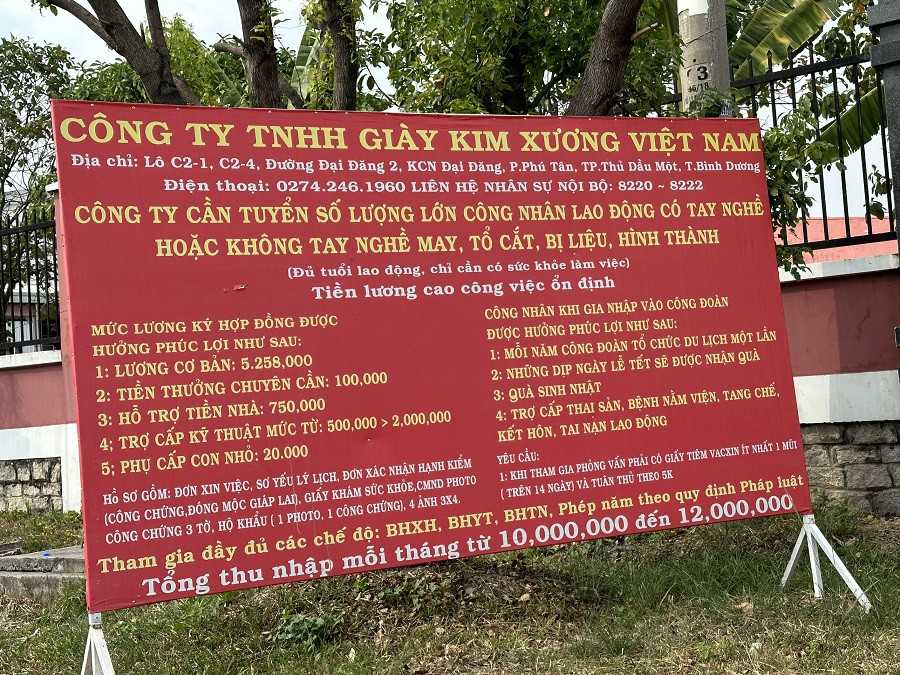 CÔNG TY TNHH GIÀY KIM XƯƠNG VIỆT NAM
Địa chỉ: Lô C2-1, C2-4, Đường Đại Đăng 2, KCN Đại Đăng, P.Phú Tân, TP.Thủ Dầu Một, T.Bình Dương
Điện thoại: 0274.246.1960 LIÊN HỆ NHÂN SỰ NỘI BỘ: 8220 ~ 8222
CÔNG TY CẦN TUYỂN SỐ LƯỢNG LỚN CÔNG NHÂN LAO ĐỘNG CÓ TAY NGHỀ
HOẶC KHÔNG TAY NGHỀ MAY, TỔ CẮT, BỊ LIỆU, HÌNH THÀNH
(Đủ tuổi lao động, chỉ cần có sức khỏe làm việc)
Tiền lương cao công việc ổn định
MỨC LƯƠNG KÝ HỢP ĐỒNG ĐƯỢC
HƯỞNG PHÚC LỢI NHƯ SAU:
1: LƯƠNG CƠ BẢN: 5.258,000
2: TIỀN THƯỞNG CHUYÊN CẦN: 100,000
3: HỖ TRỢ TIỀN NHÀ: 750,000
4; TRỢ CẤP KỸ THUẬT MỨC TỪ: 500,000 > 2,000,000
5; PHỤ CẤP CON NHỎ: 20.000
HỒ SƠ GỒM: ĐƠN XIN VIỆC, SƠ YẾU LÝ LỊCH, ĐƠN XÁC NHẬN HẠNH KIỂM
(CÔNG CHỨNG,ĐÓNG MỘC GIÁP LAI), GIẤY KHÁM SỨC KHỎE,CMND PHOTO
CÔNG CHỨNG 3 TỜ, HỘ KHẨU ( 1 PHOTO, 1 CÔNG CHỨNG), 4 ẢNH 3X4.
CÔNG NHÂN KHI GIA NHẬP VÀO CÔNG ĐOÀN
ĐƯỢC HƯỞNG PHÚC LỢI NHƯ SAU:
1: MỖI NĂM CÔNG ĐOÀN TỔ CHỨC DU LỊCH MỘT LẦN
2: NHỮNG DỊP NGÀY LỄ TẾT SẼ ĐƯỢC NHẬN QUÀ
3: QUÀ SINH NHẬT
4: TRỢ CẤP THAI SẢN, BỆNH NẰM VIỆN, TANG CHẾ,
KẾT HÔN, TAI NẠN LAO ĐỘNG
YÊU CẦU:
1: KHI THAM GIA PHỎNG VẤN PHẢI CÓ GIẤY TIÊM VACXIN ÍT NHẤT 1 MŨI
( TRÊN 14 NGÀY) VÀ TUÂN THỦ THEO 5K
Tham gia đầy đủ các chế độ: BHXH, BHYT, BHTN, Phép năm theo quy định Pháp luật
Tổng thu nhập mỗi tháng từ 10,000,000 đến 12,000,000
3